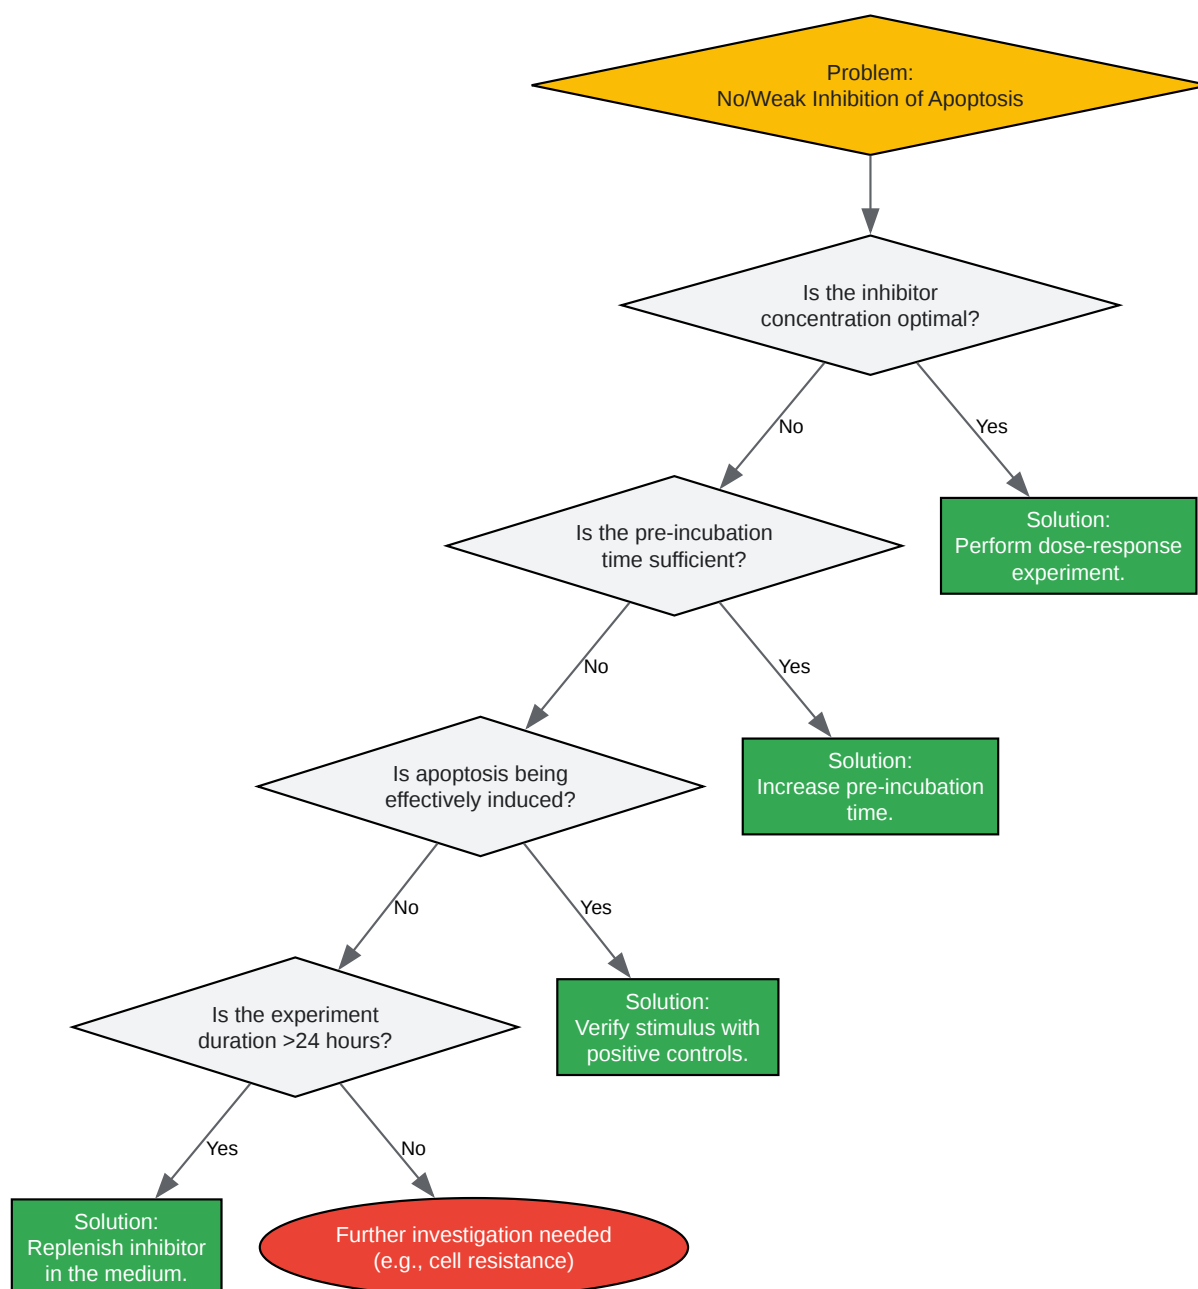 Problem:
No/Weak Inhibition of Apoptosis
Is the inhibitor
concentration optimal?
No
Yes
Is the pre-incubation
time sufficient?
Solution:
Perform dose-response
experiment.
No
Yes
Is apoptosis being
effectively induced?
Solution:
Increase pre-incubation
time.
No
Yes
Is the experiment
duration >24 hours?
Solution:
Verify stimulus with
positive controls.
Yes
No
Solution:
Replenish inhibitor
in the medium.
Further investigation needed
(e.g., cell resistance)